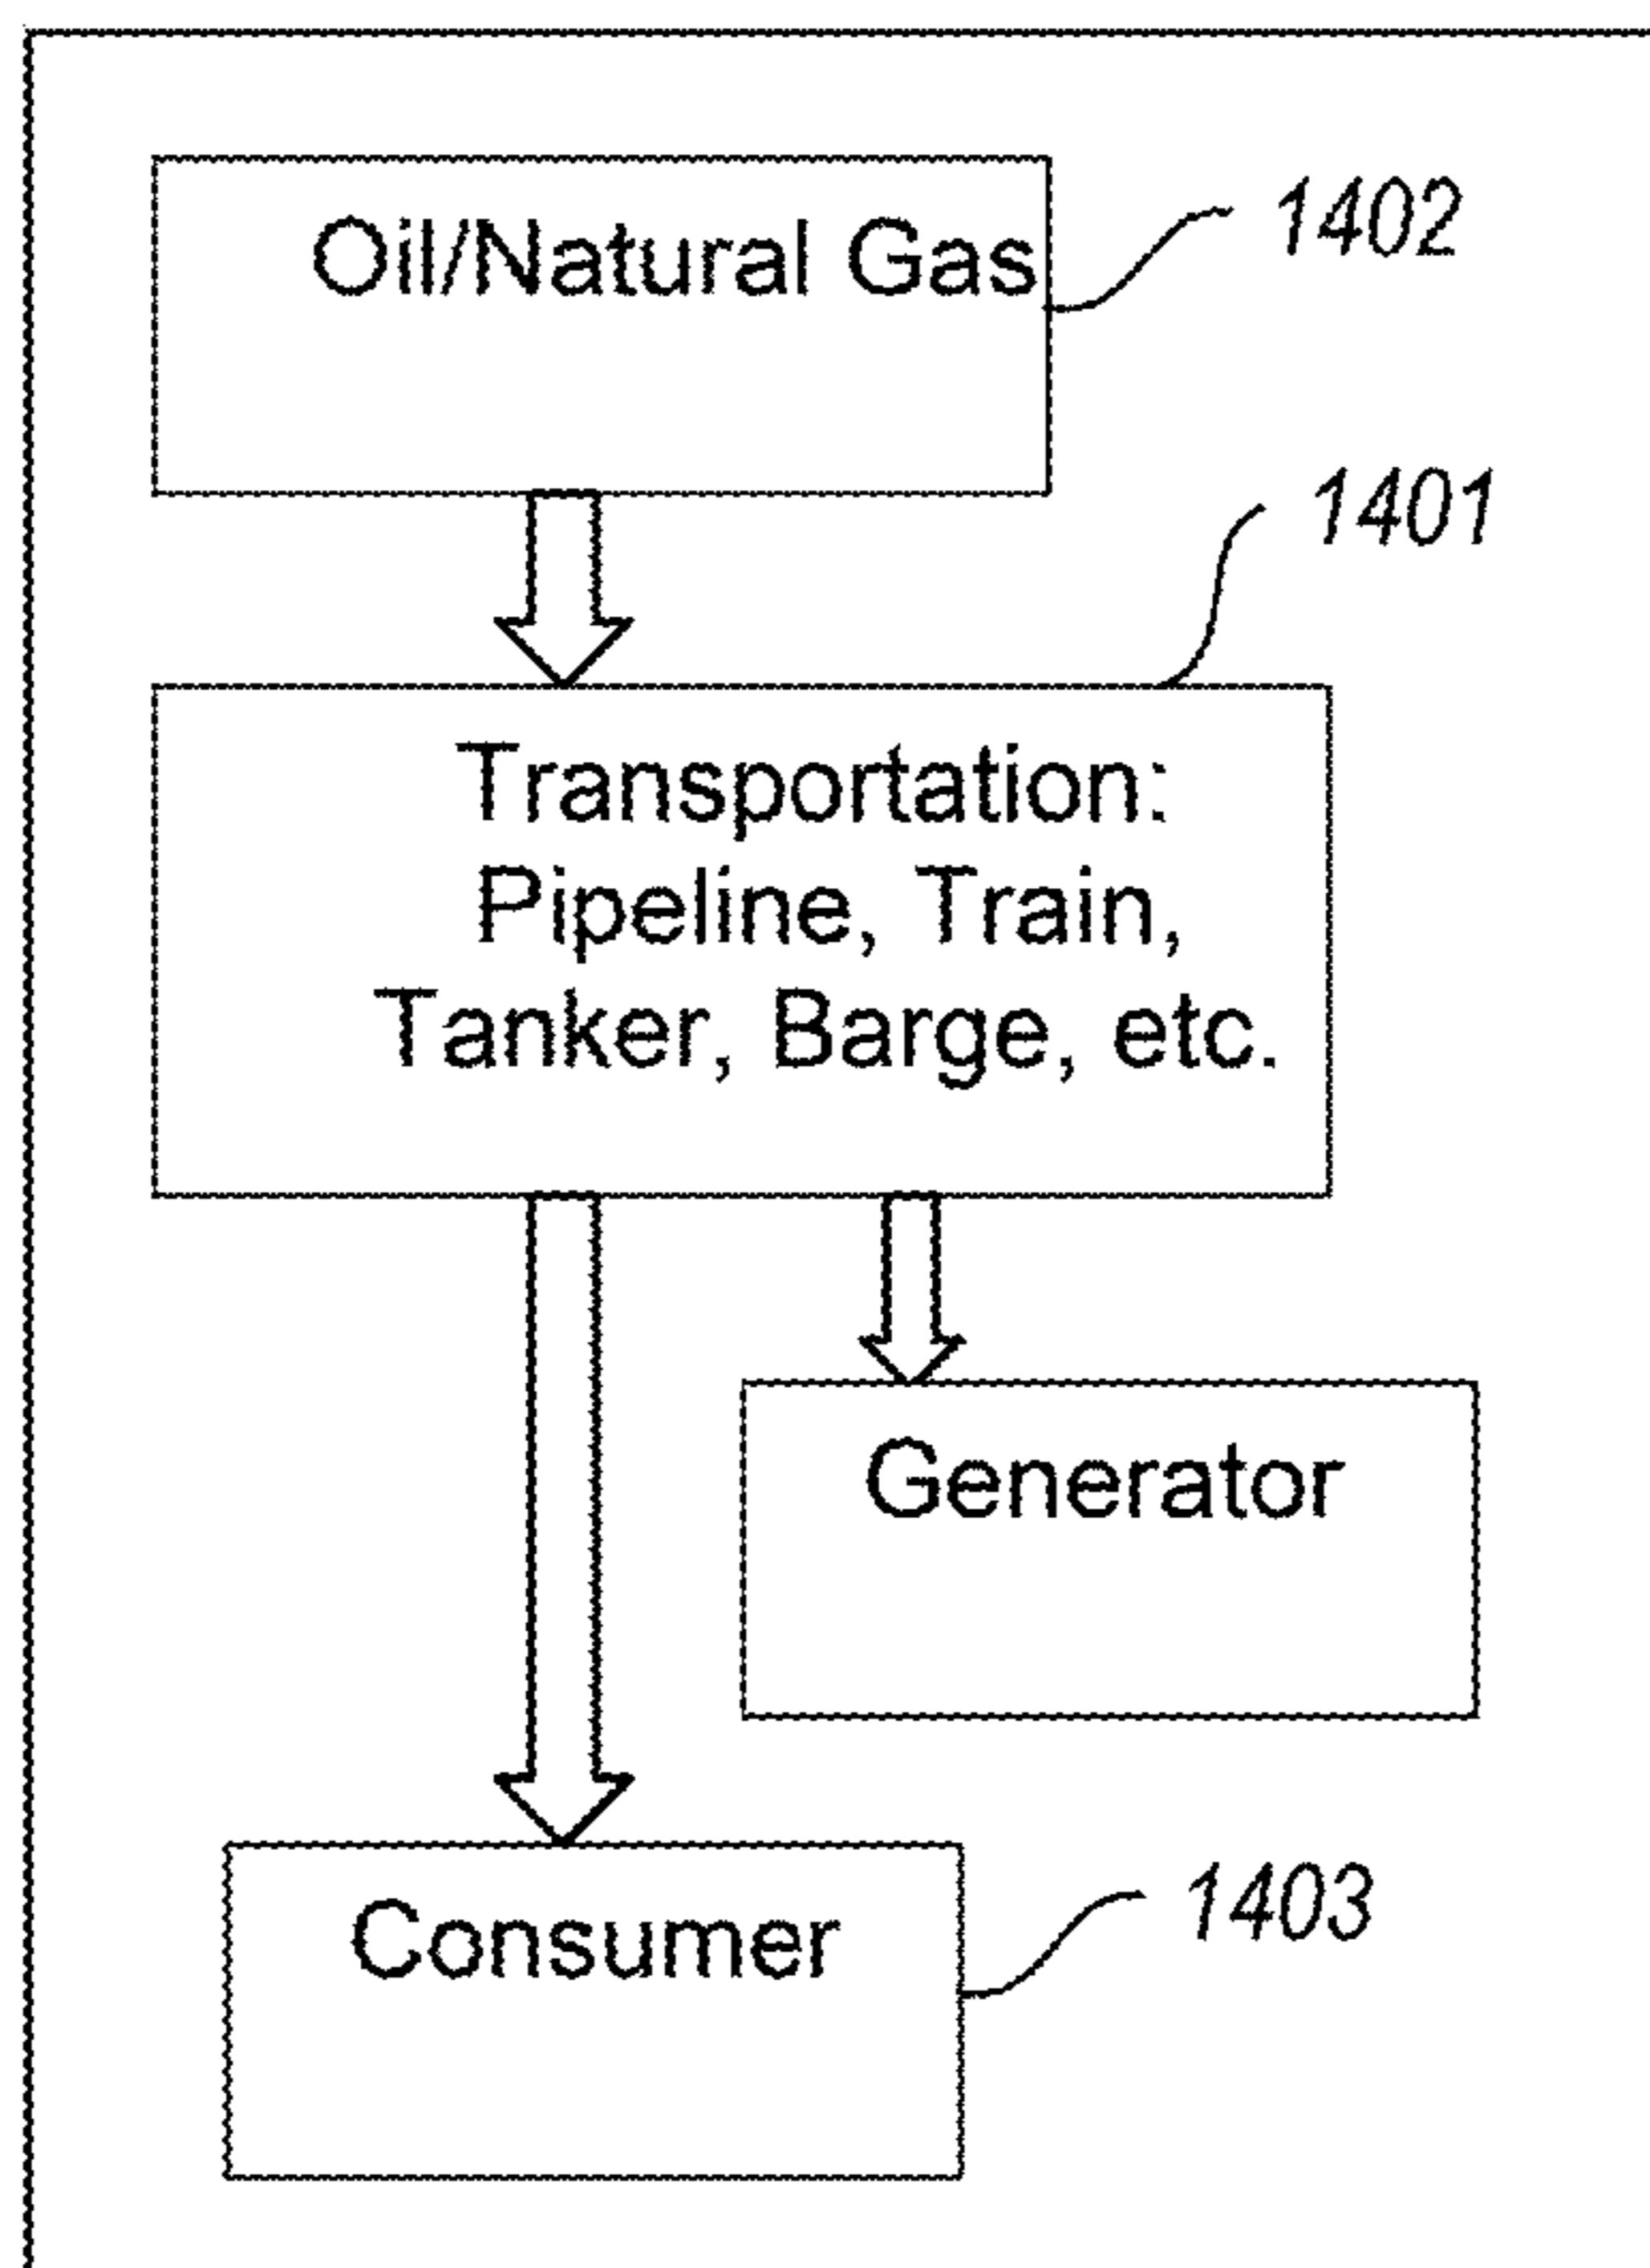 Oil/Natural Gas
1402
1401
Transportation:
Pipeline, Train,
Tanker, Barge, etc.
Generator
Consumer
1403